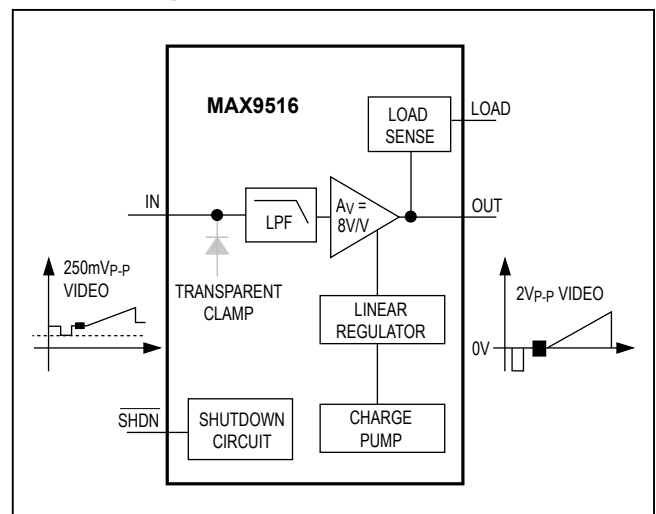 MAX9516
LOAD
SENSE
LOAD
IN
LPF
AV =
8V/V
OUT
250mVP-P
VIDEO
TRANSPARENT
CLAMP
LINEAR
REGULATOR
2VP-P VIDEO
0V
SHDN
SHUTDOWN
CIRCUIT
CHARGE
PUMP